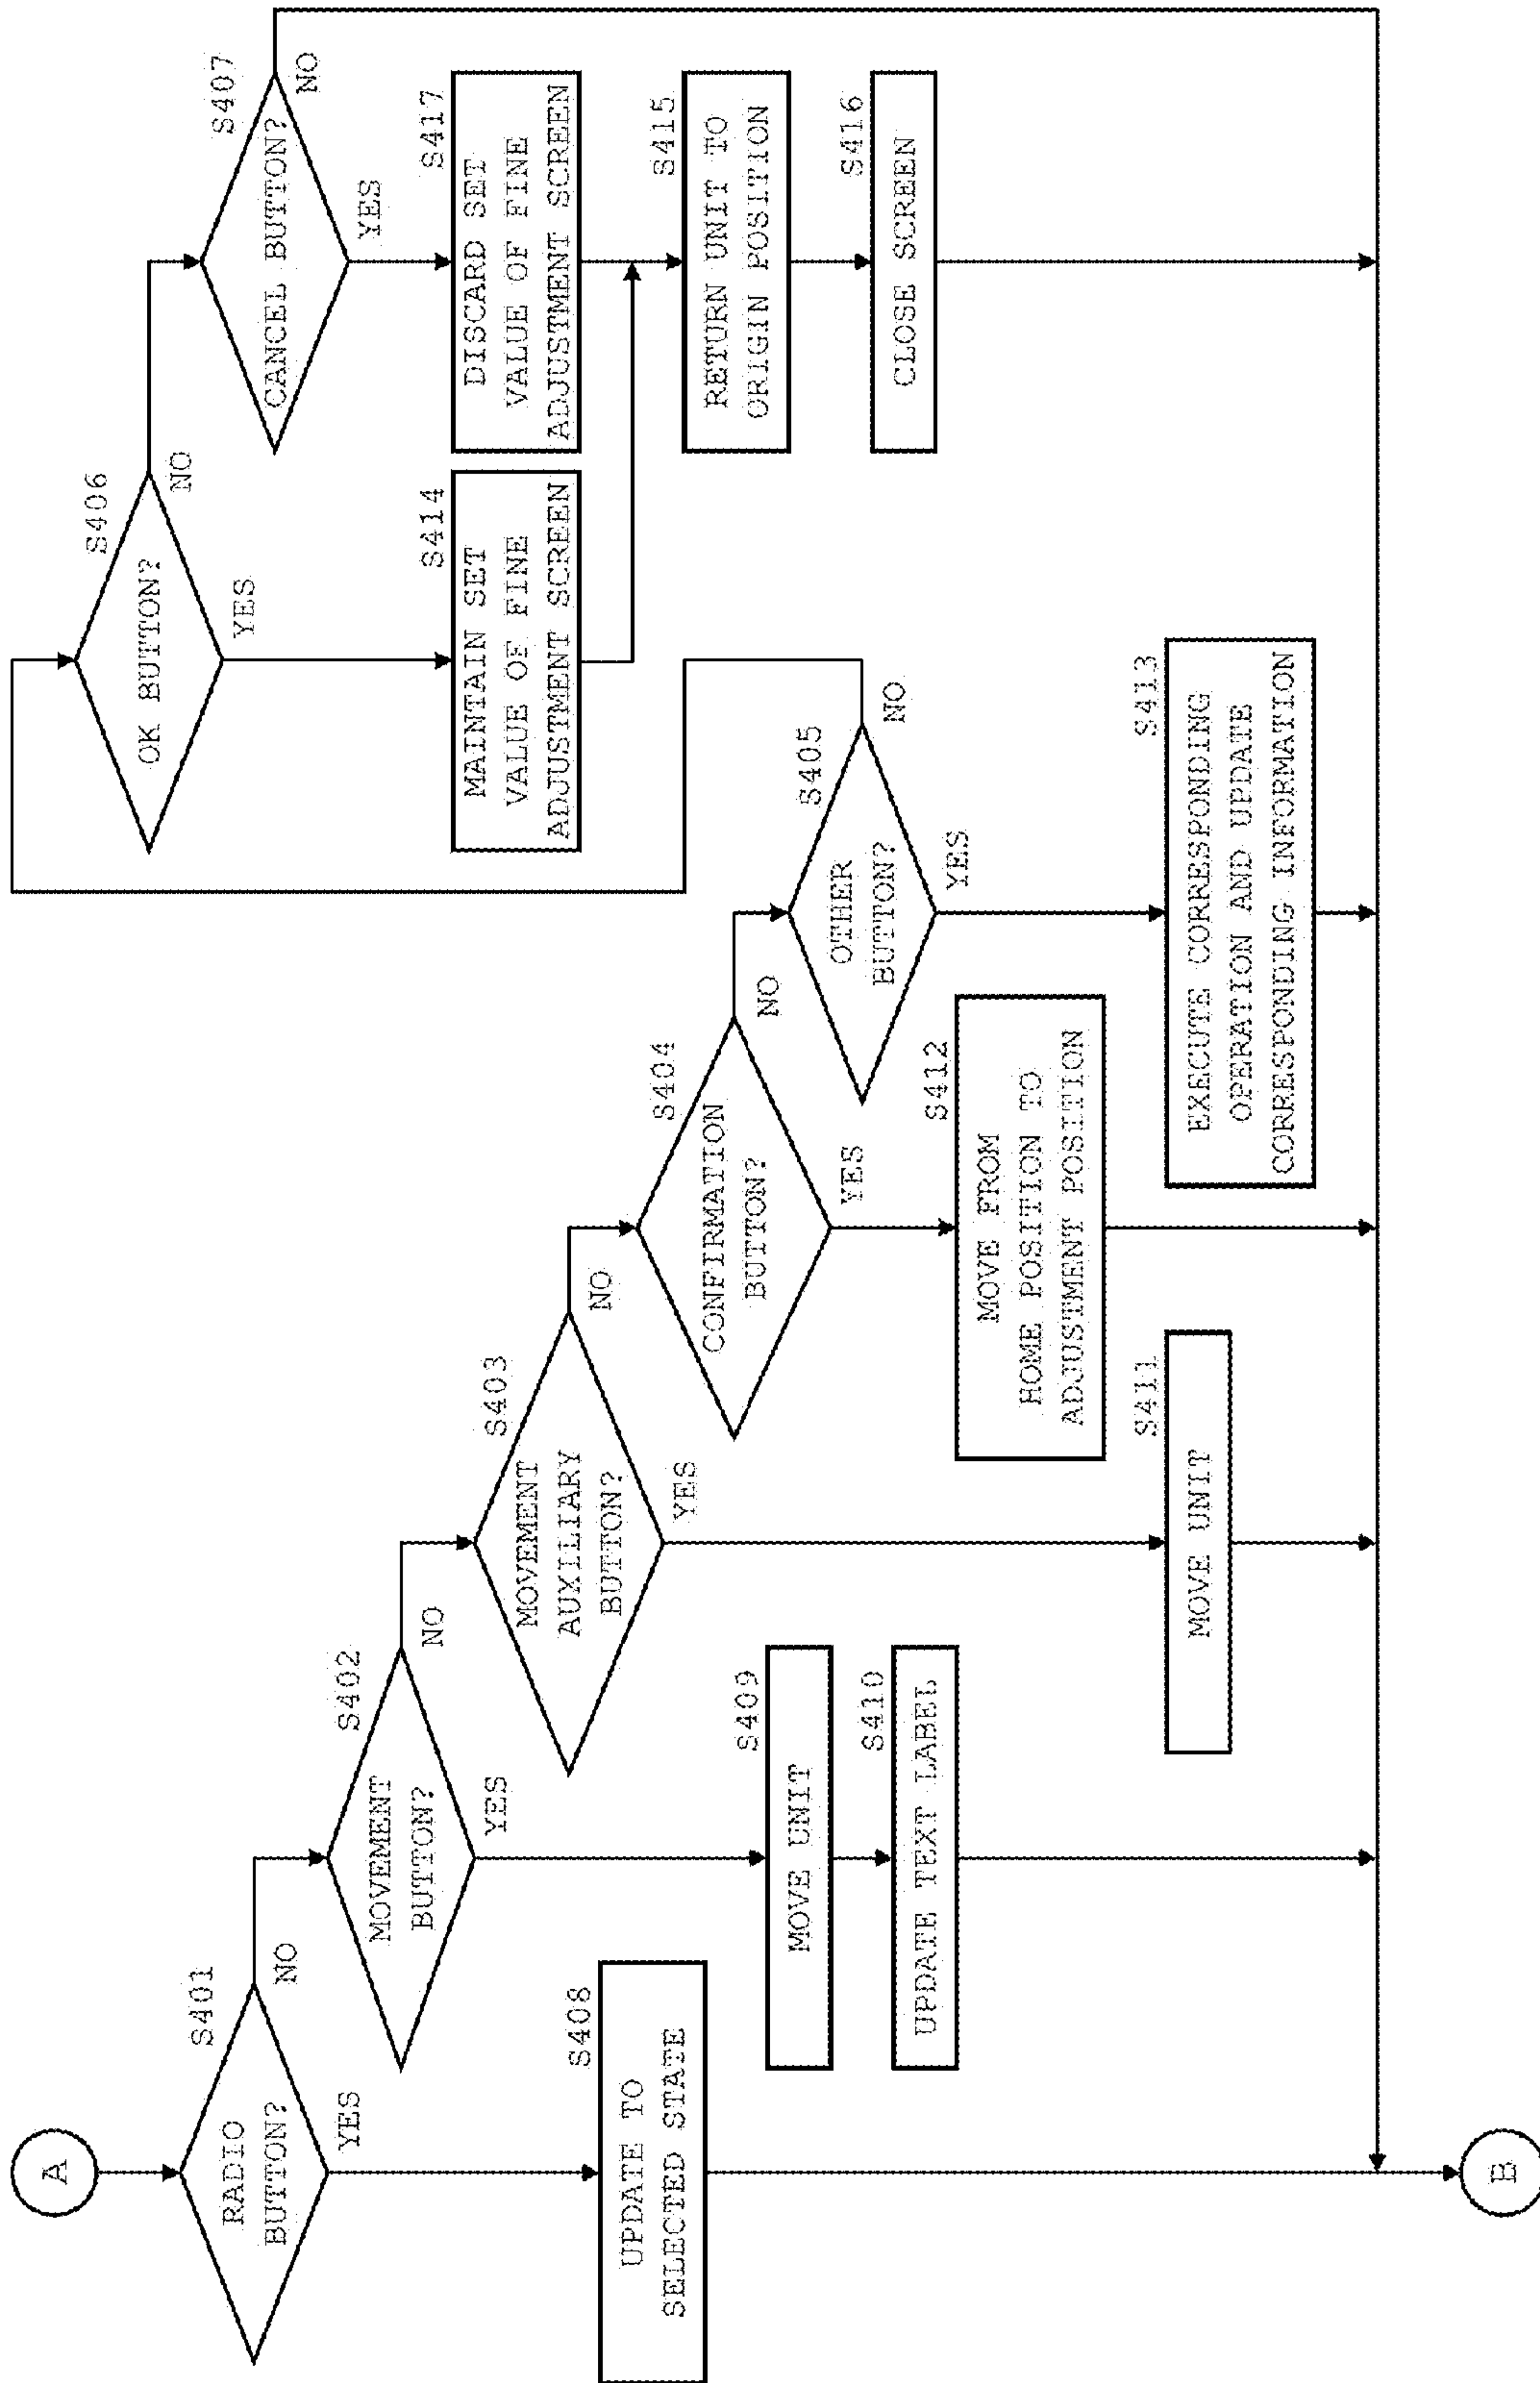 A
S401
RADIO
BUTTON?
NO
YES
S402
MOVEMENT
BUTTON?
NO
YES
S403
MOVEMENT
AUXILIARY
BUTTON?
NO
YES
S404
CONFIRMATION
BUTTON?
NO
YES
S405
OTHER
BUTTON?
NO
YES
S406
OK BUTTON?
NO
YES
S407
CANCEL BUTTON?
NO
YES
S408
UPDATE TO
SELECTED STATE
S409
MOVE UNIT
S410
UPDATE TEXT LABEL
S411
MOVE UNIT
S412
MOVE FROM
HOME POSITION TO
ADJUSTMENT POSITION
S413
EXECUTE CORRESPONDING
OPERATION AND UPDATE
CORRESPONDING INFORMATION
S414
MAINTAIN SET
VALUE OF FINE
ADJUSTMENT SCREEN
S417
DISCARD SET
VALUE OF FINE
ADJUSTMENT SCREEN
S415
RETURN UNIT TO
ORIGIN POSITION
S416
CLOSE SCREEN
B